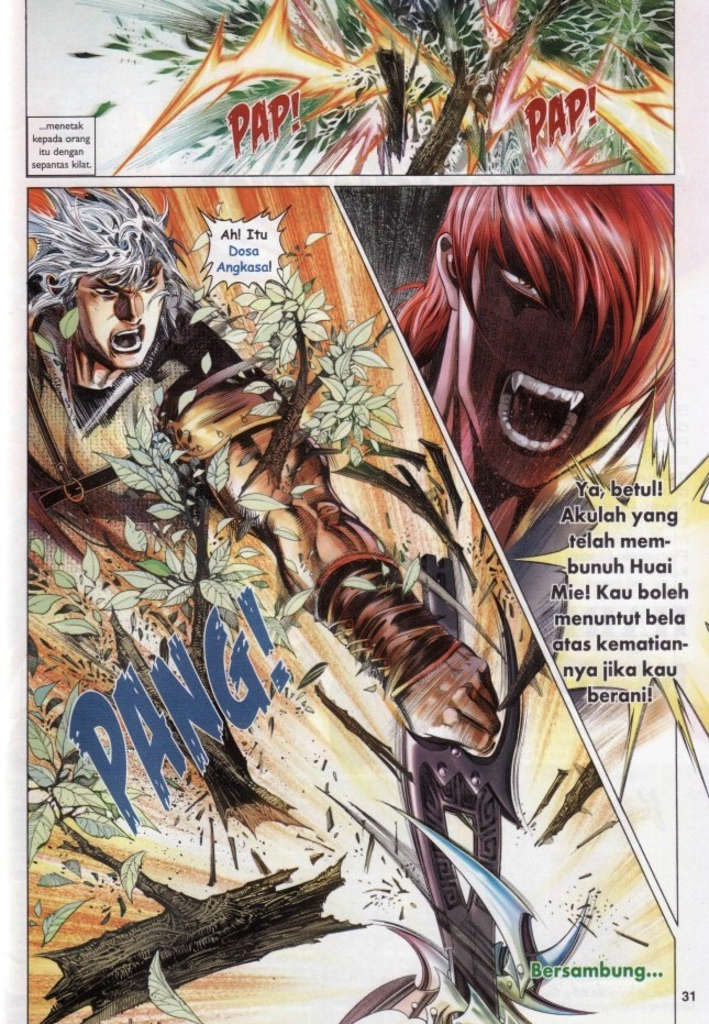 PAP!
PAP!
...menetak
kepada orang
itu dengan
sepantas kilat.
Ah! Itu
Dosa
Angkasa!
Ya, betul!
Akulah yang
telah mem-
bunuh Huai
Mie! Kau boleh
menuntut bela
atas kematian-
nya jika kau
berani!
PANG!
Bersambung...
31